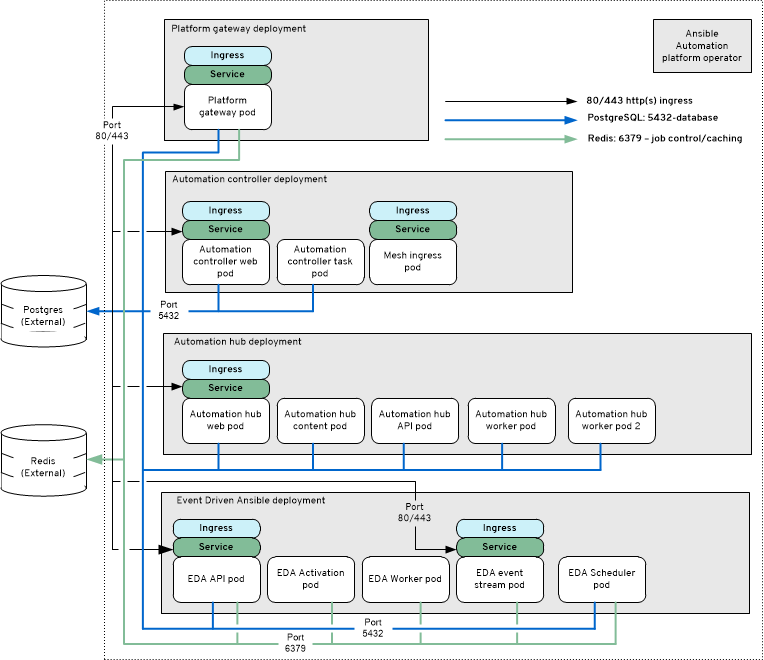 Platform gateway deployment
Ingress
Service
Platform
gateway pod
Ansible
Automation
platform operator
80/443 http(s) ingress
PostgreSQL: 5432-database
Redis: 6379 – job control/caching
Port
80/443
Automation controller deployment
Ingress
Service
Automation
controller web
pod
Automation
controller task
pod
Ingress
Service
Mesh ingress
pod
Postgres
(External)
Port
5432
Automation hub deployment
Ingress
Service
Automation hub
web pod
Automation hub
content pod
Automation hub
API pod
Automation hub
worker pod
Automation hub
worker pod 2
Redis
(External)
Event Driven Ansible deployment
Port
80/443
Ingress
Service
EDA API pod
EDA Activation
pod
EDA Worker pod
Ingress
Service
EDA event
stream pod
EDA Scheduler
pod
Port
5432
Port
6379